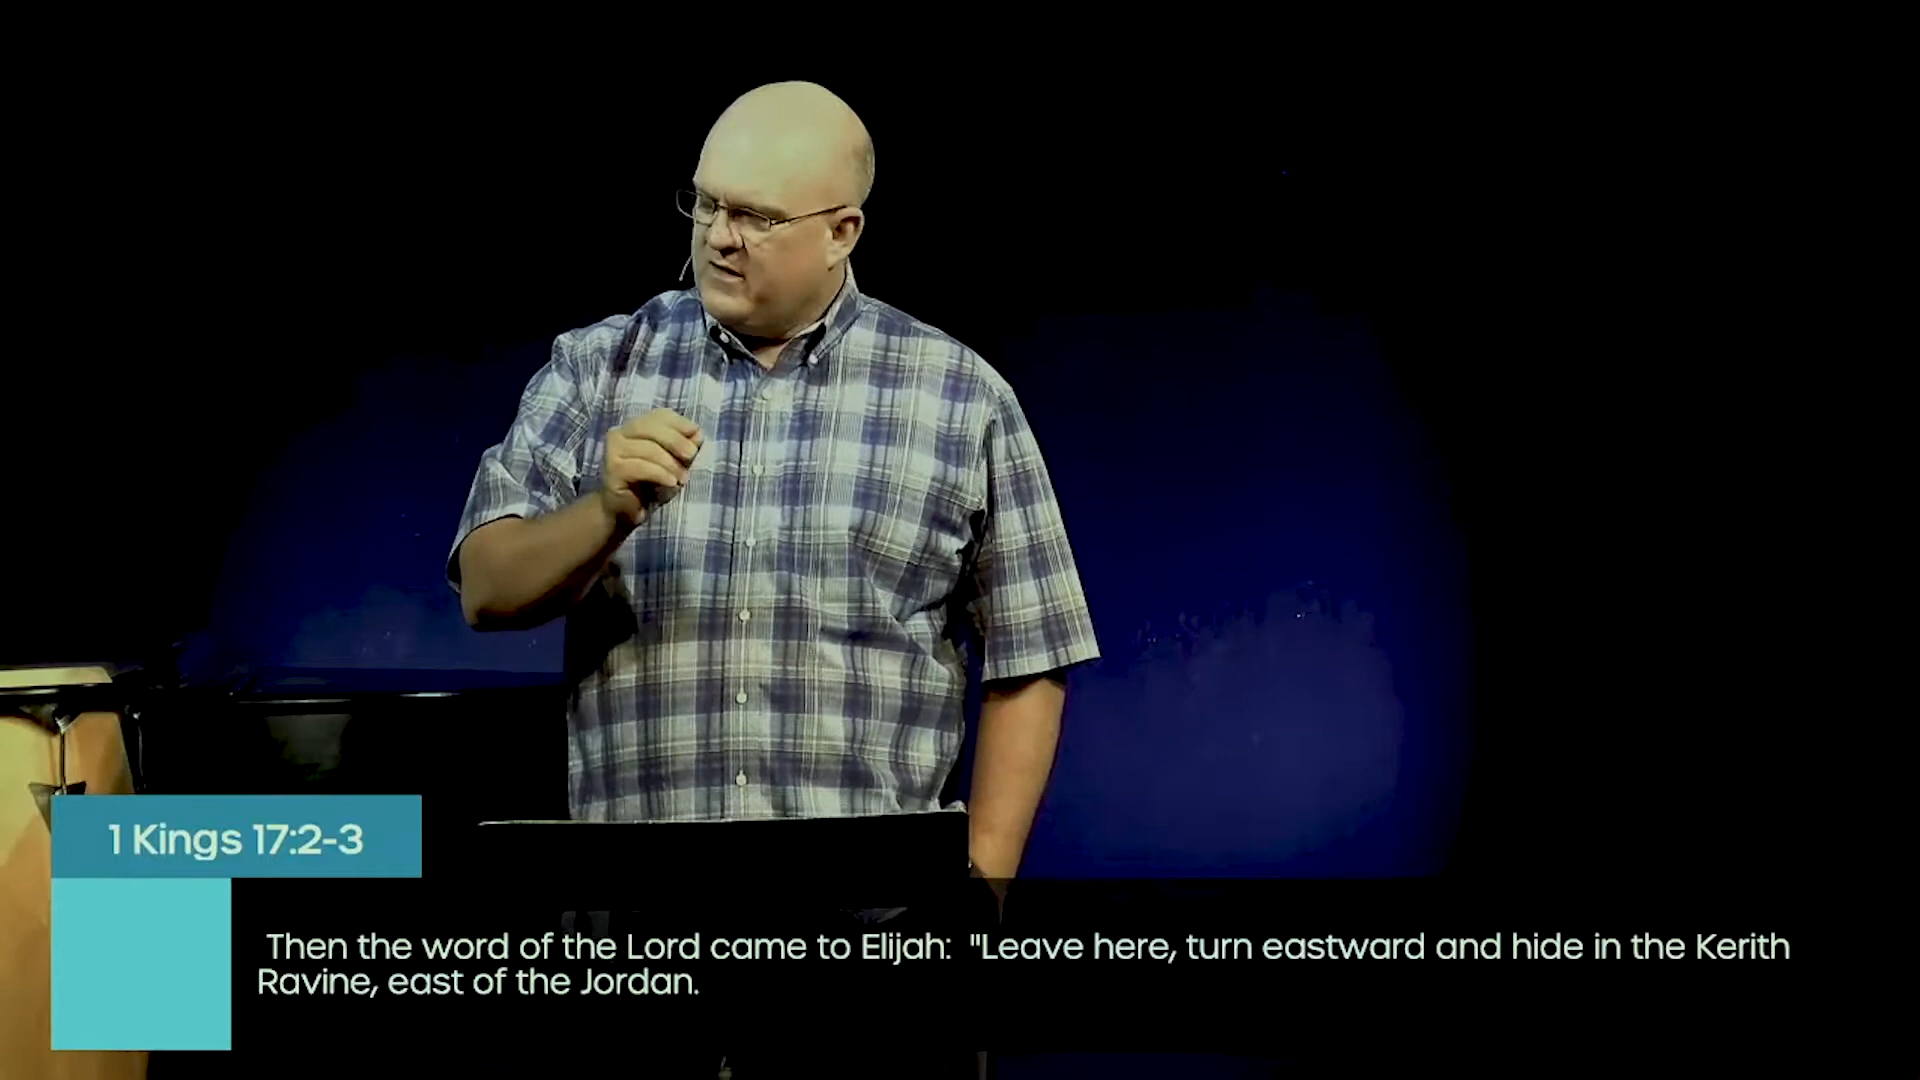 1 Kings 17:2-3
Then the word of the Lord came to Elijah: "Leave here, turn eastward and hide in the Kerith
Ravine, east of the Jordan.